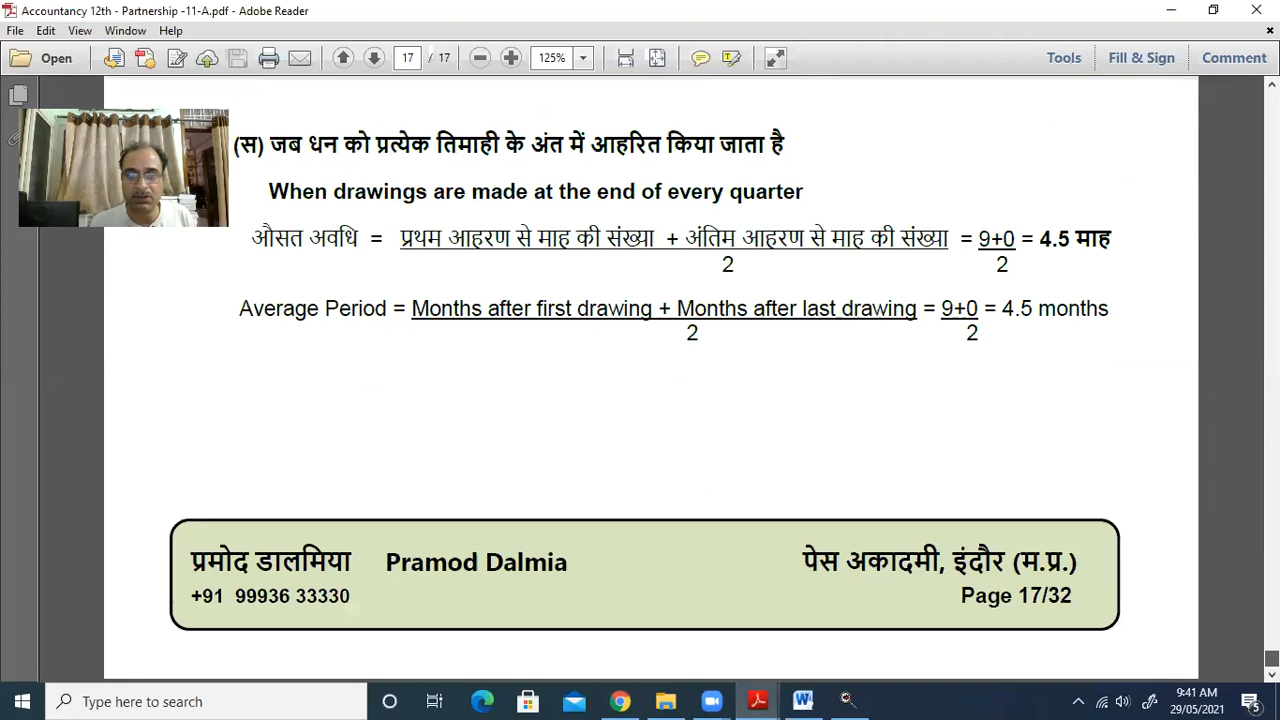 Accountancy 12th - Partnership -11-A.pdf - Adobe Reader
File Edit View Window Help
Open 17 / 17 125% Tools Fill & Sign Comment
(स) जब धन को प्रत्येक तिमाही के अंत में आहरित किया जाता है
When drawings are made at the end of every quarter
औसत अवधि = प्रथम आहरण से माह की संख्या + अंतिम आहरण से माह की संख्या = 9+0 = 4.5 माह
2 2
Average Period = Months after first drawing + Months after last drawing = 9+0 = 4.5 months
2 2
प्रमोद डालमिया Pramod Dalmia पेस अकादमी, इंदौर (म.प्र.)
+91 99936 33330 Page 17/32
Type here to search
9:41 AM
29/05/2021
5